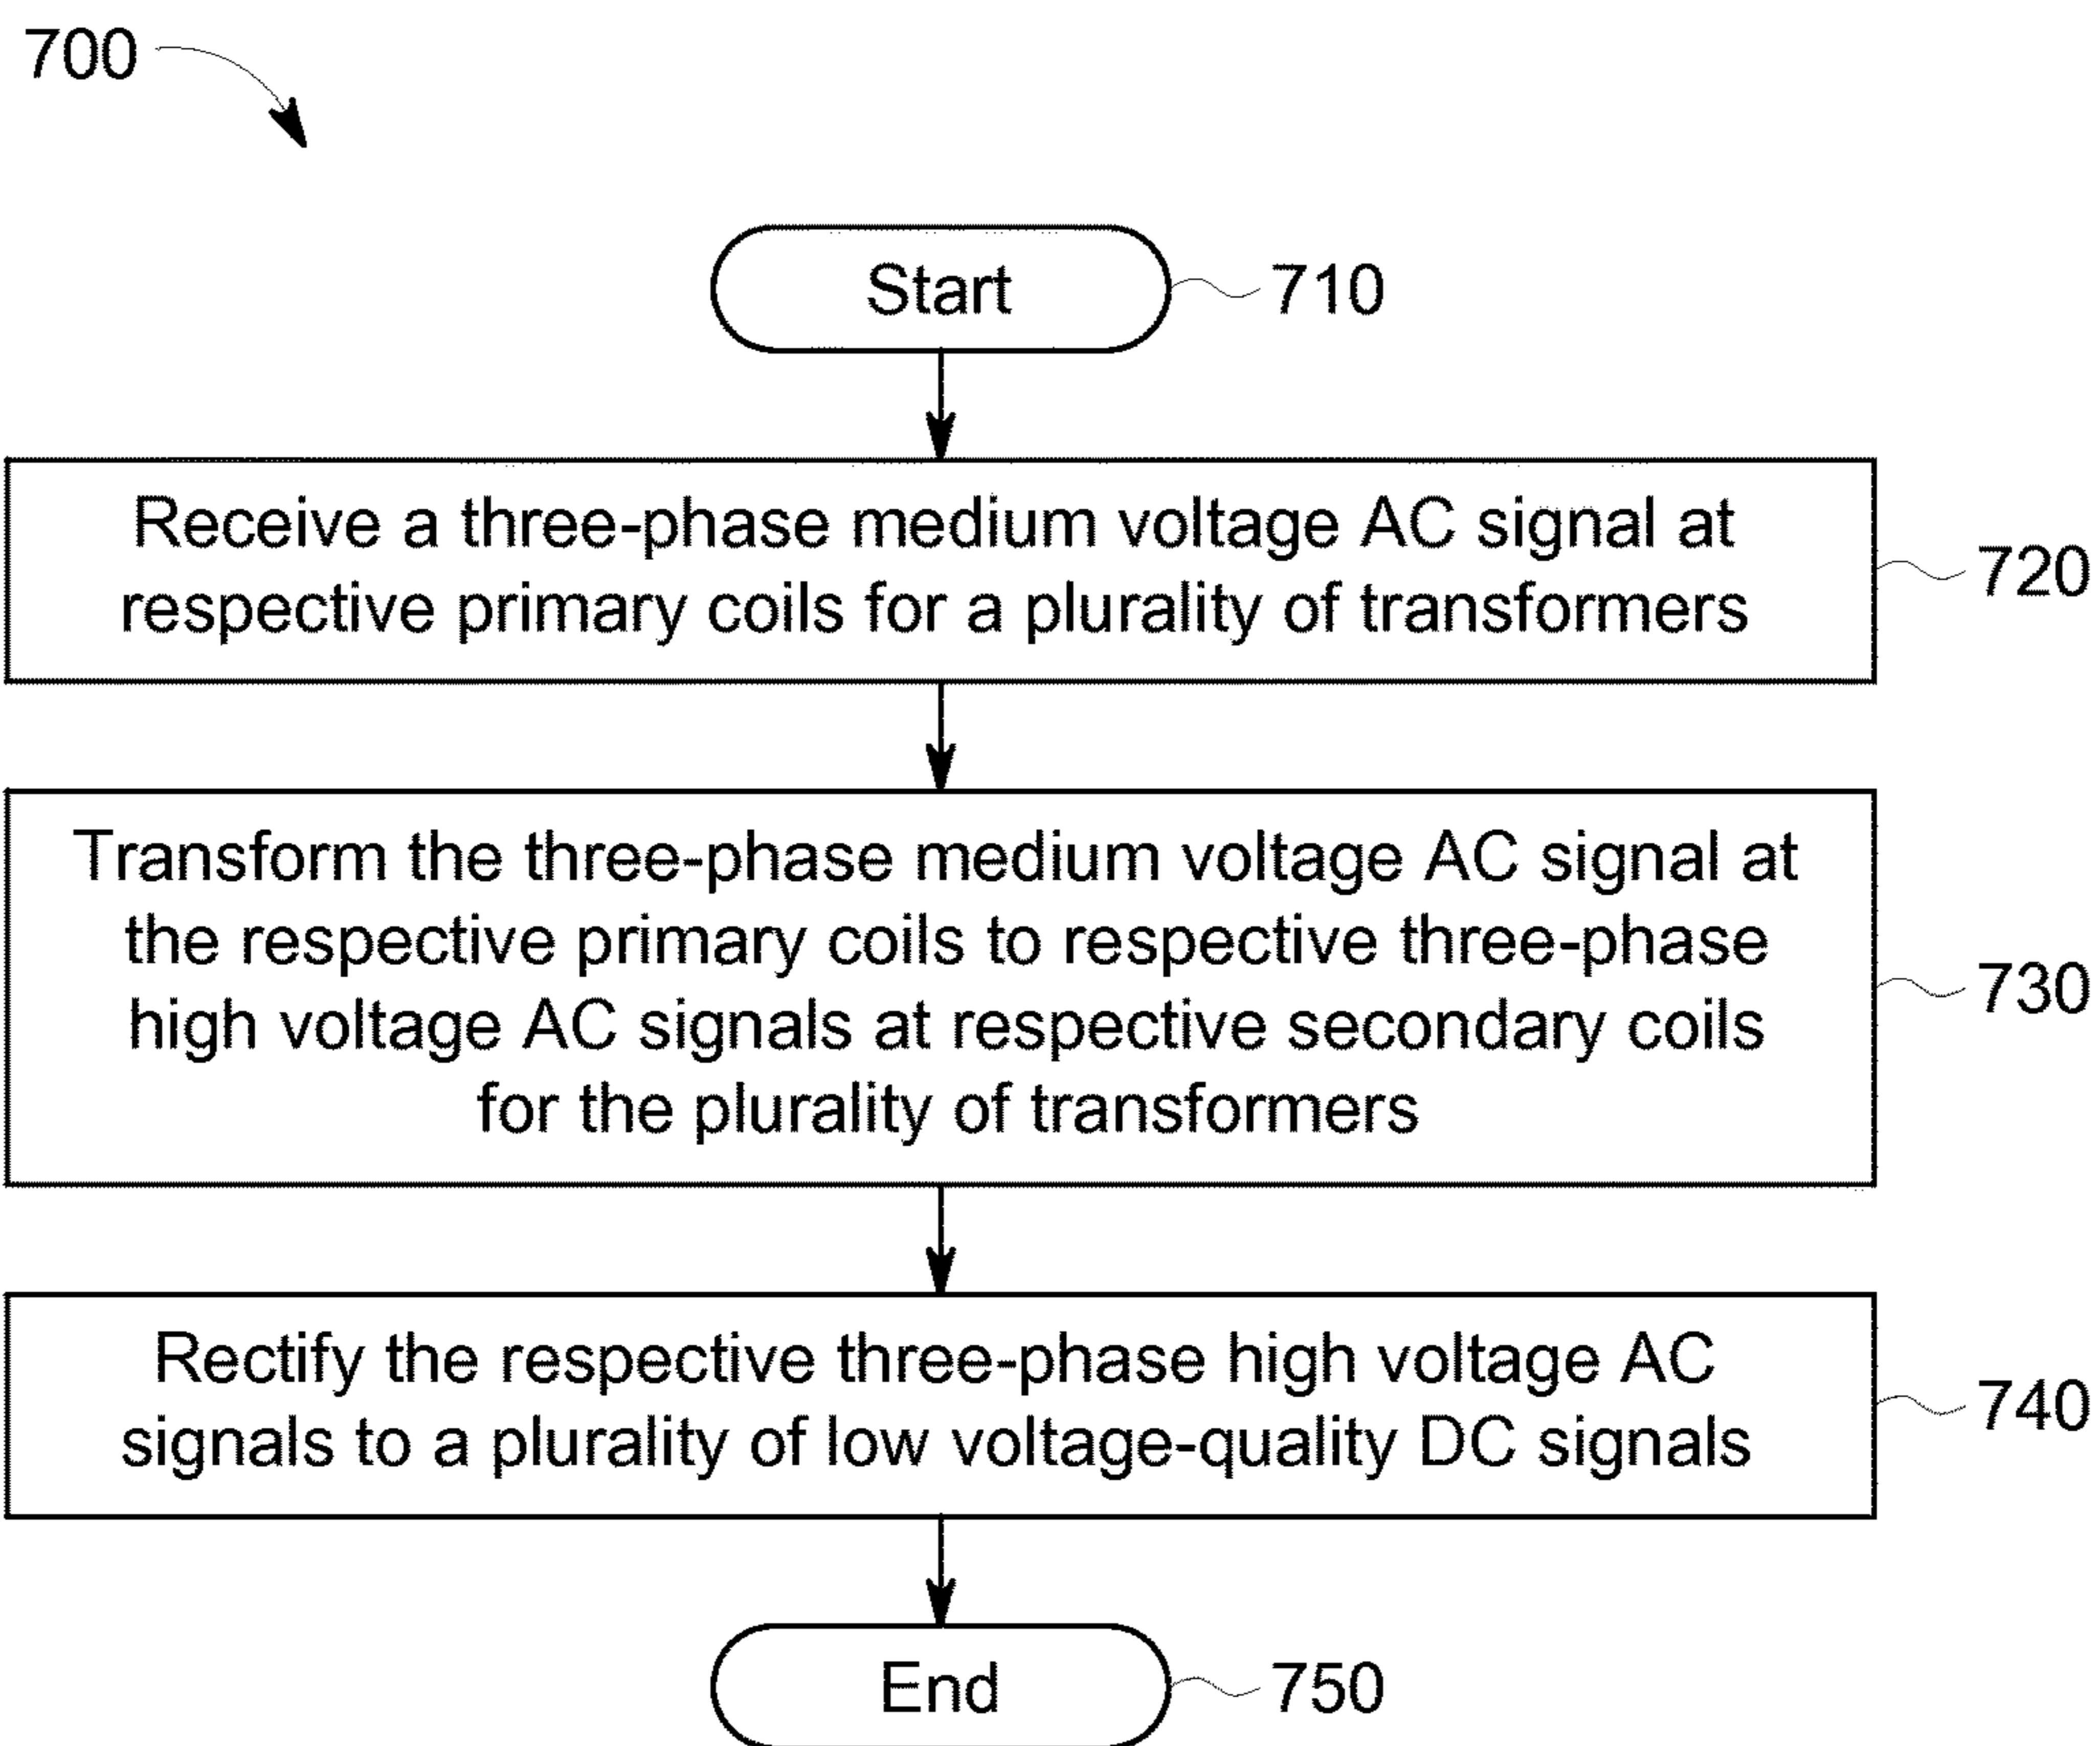 700
Start
710
Receive a three-phase medium voltage AC signal at
respective primary coils for a plurality of transformers
720
Transform the three-phase medium voltage AC signal at
the respective primary coils to respective three-phase
high voltage AC signals at respective secondary coils
for the plurality of transformers
730
Rectify the respective three-phase high voltage AC
signals to a plurality of low voltage-quality DC signals
740
End
750